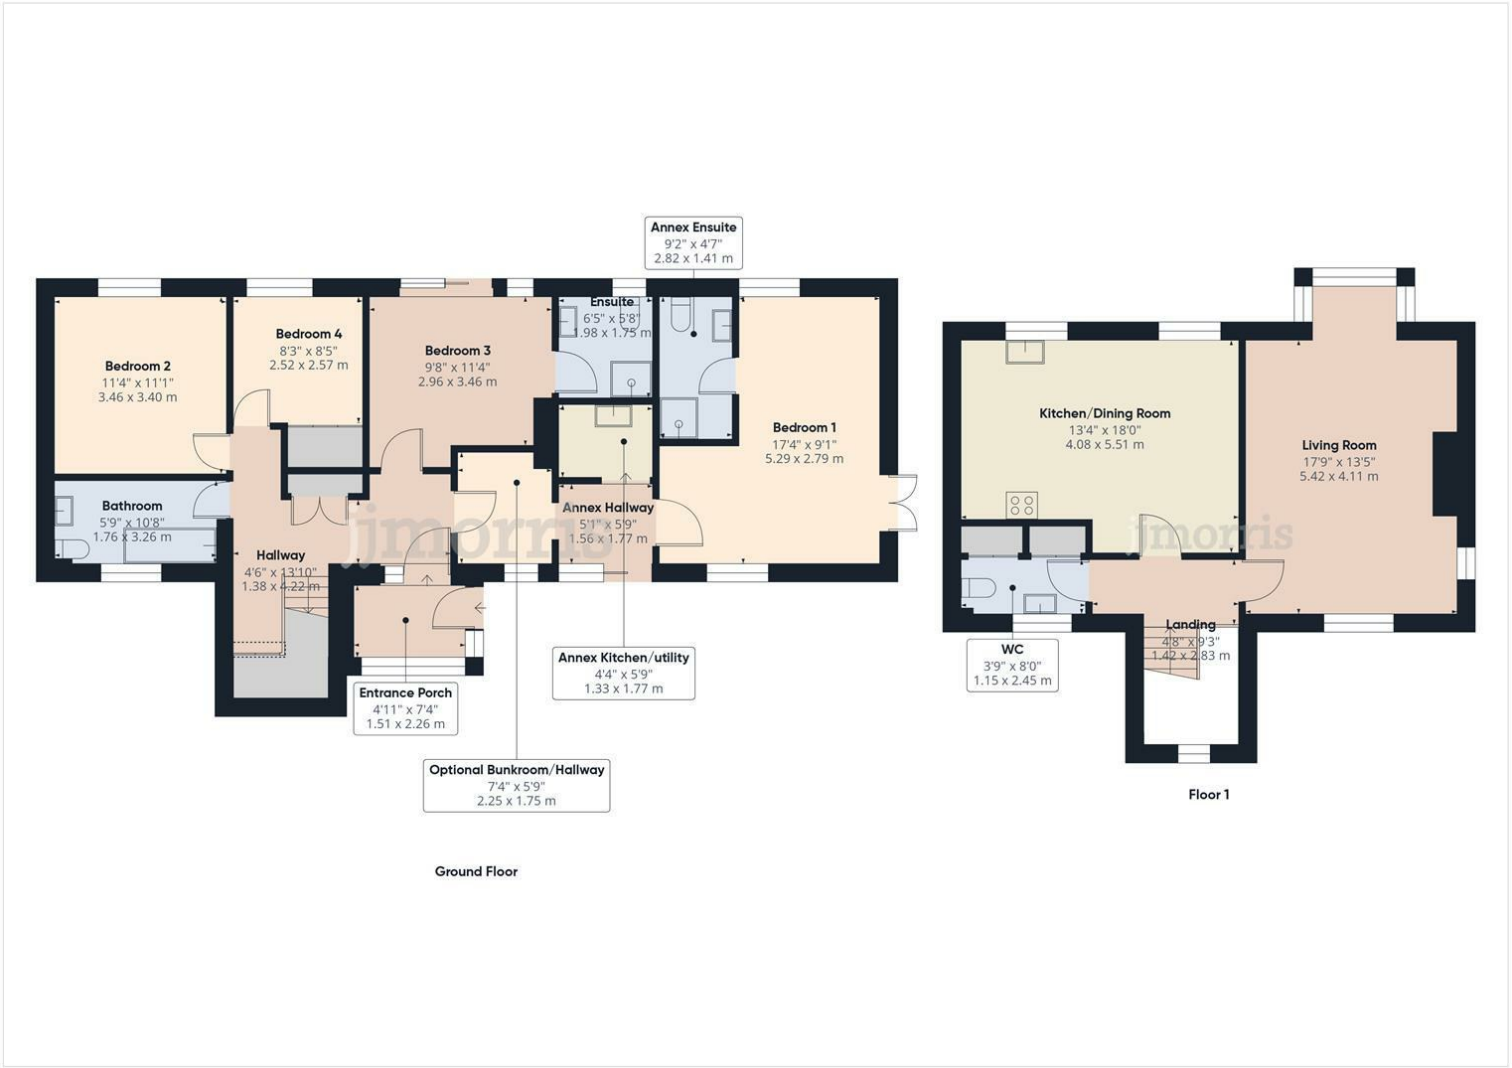 Annex Ensuite
9'2" x 4'7"
2.82 x 1.41 m
Bedroom 2
11'4" x 11'1"
3.46 x 3.40 m
Bedroom 4
8'3" x 8'5"
2.52 x 2.57 m
Bedroom 3
9'8" x 11'4"
2.96 x 3.46 m
Ensuite
6'5" x 5'8"
1.98 x 1.75 m
Bedroom 1
17'4" x 9'1"
5.29 x 2.79 m
Bathroom
5'9" x 10'8"
1.76 x 3.26 m
Hallway
4'6" x 13'10"
1.38 x 4.22 m
Annex Hallway
5'1" x 5'9"
1.56 x 1.77 m
jjmorris
Entrance Porch
4'11" x 7'4"
1.51 x 2.26 m
Annex Kitchen/utility
4'4" x 5'9"
1.33 x 1.77 m
Optional Bunkroom/Hallway
7'4" x 5'9"
2.25 x 1.75 m
Ground Floor
Kitchen/Dining Room
13'4" x 18'0"
4.08 x 5.51 m
Living Room
17'9" x 13'5"
5.42 x 4.11 m
jjmorris
WC
3'9" x 8'0"
1.15 x 2.45 m
Landing
4'8" x 9'3"
1.42 x 2.83 m
Floor 1